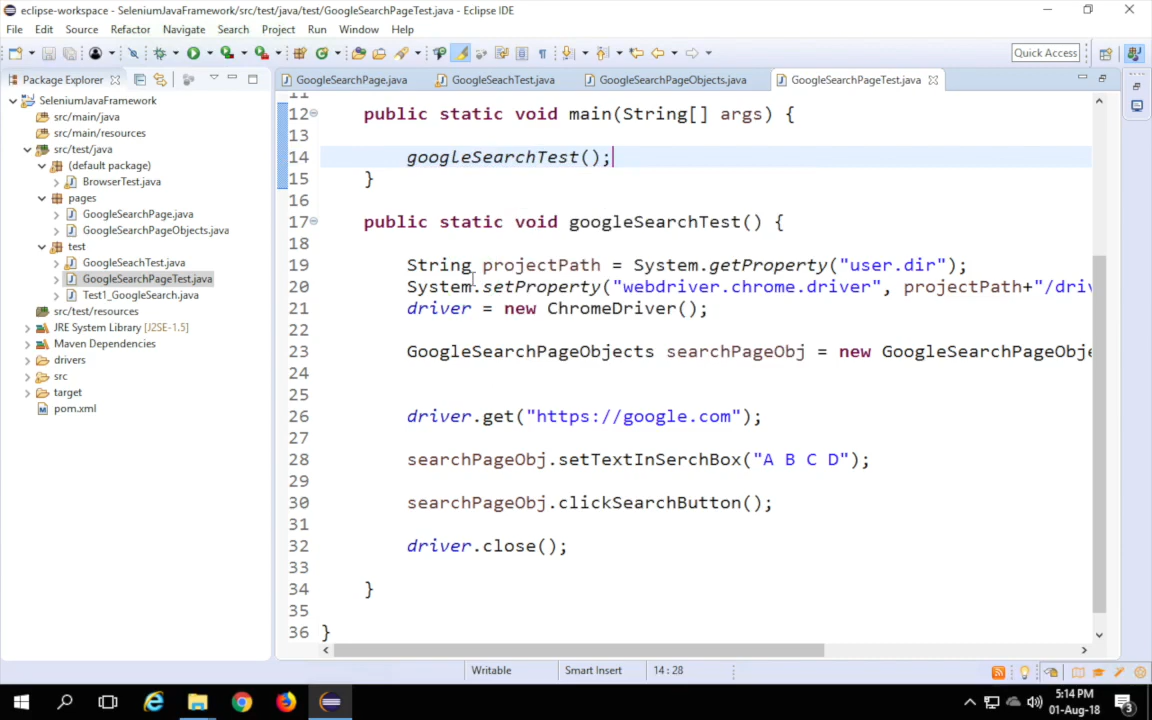 eclipse-workspace - SeleniumJavaFramework/src/test/java/test/GoogleSearchPageTest.java - Eclipse IDE
File Edit Source Refactor Navigate Search Project Run Window Help
Quick Access
Package Explorer
GoogleSearchPage.java
GoogleSeachTest.java
GoogleSearchPageObjects.java
GoogleSearchPageTest.java
SeleniumJavaFramework
src/main/java
src/main/resources
src/test/java
(default package)
BrowserTest.java
pages
GoogleSearchPage.java
GoogleSearchPageObjects.java
test
GoogleSeachTest.java
GoogleSearchPageTest.java
Test1_GoogleSearch.java
src/test/resources
JRE System Library [J2SE-1.5]
Maven Dependencies
drivers
src
target
pom.xml
11
12 public static void main(String[] args) {
13
14 googleSearchTest();
15 }
16
17 public static void googleSearchTest() {
18
19 String projectPath = System.getProperty("user.dir");
20 System.setProperty("webdriver.chrome.driver", projectPath+"/driv
21 driver = new ChromeDriver();
22
23 GoogleSearchPageObjects searchPageObj = new GoogleSearchPageObje
24
25
26 driver.get("https://google.com");
27
28 searchPageObj.setTextInSerchBox("A B C D");
29
30 searchPageObj.clickSearchButton();
31
32 driver.close();
33
34 }
35
36 }
Writable Smart Insert 14 : 28
5:14 PM
01-Aug-18
3